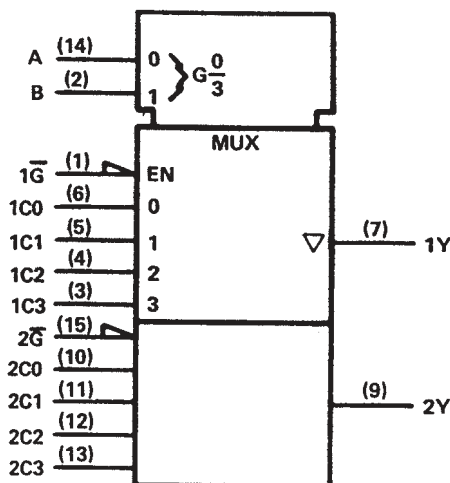 A (14) 0 G 0/3
B (2) 1
MUX
1G̅ (1) EN
1C0 (6) 0
1C1 (5) 1 ▽ (7) 1Y
1C2 (4) 2
1C3 (3) 3
2G̅ (15)
2C0 (10)
2C1 (11) (9) 2Y
2C2 (12)
2C3 (13)